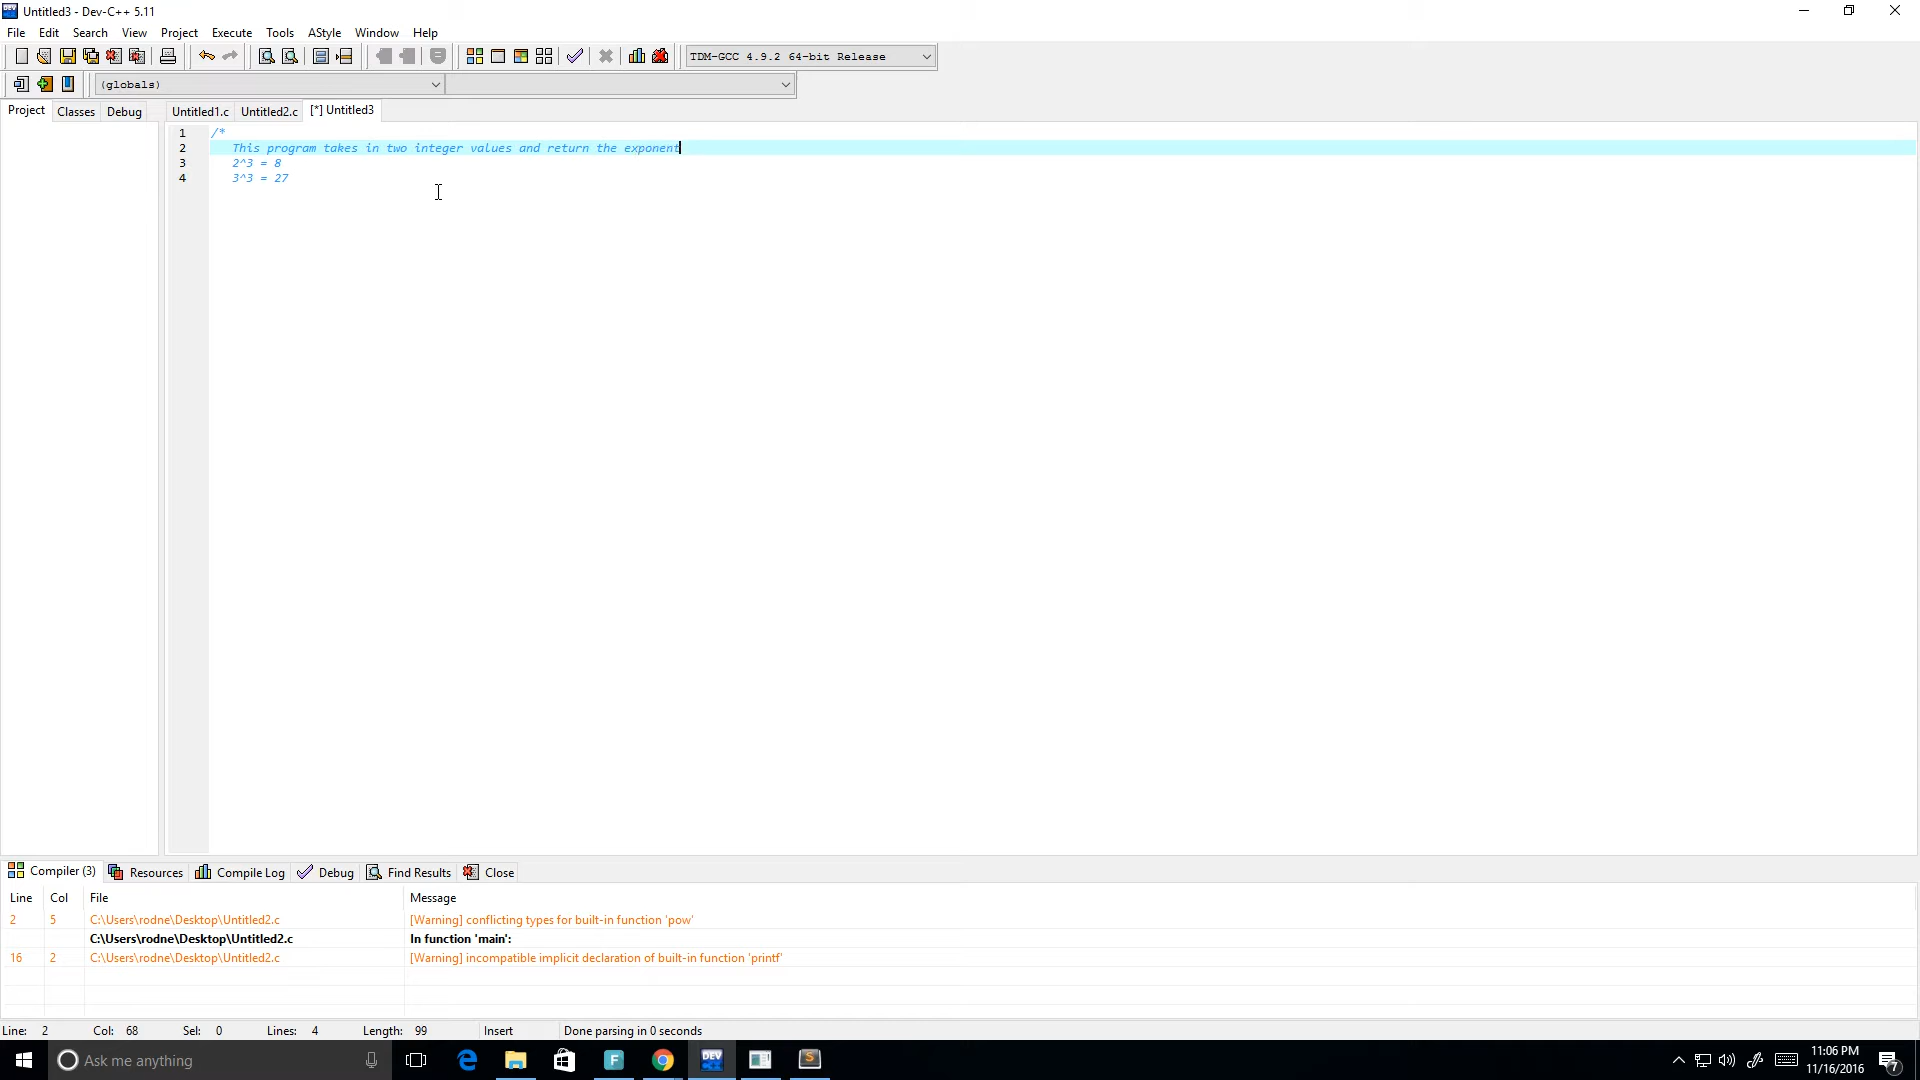 Untitled3 - Dev-C++ 5.11
File Edit Search View Project Execute Tools AStyle Window Help
TDM-GCC 4.9.2 64-bit Release
(globals)
Project Classes Debug Untitled1.c Untitled2.c [*] Untitled3
1 /*
2 This program takes in two integer values and return the exponent
3 2^3 = 8
4 3^3 = 27
Compiler (3) Resources Compile Log Debug Find Results Close
Line Col File Message
2 5 C:\Users\rodne\Desktop\Untitled2.c [Warning] conflicting types for built-in function 'pow'
C:\Users\rodne\Desktop\Untitled2.c In function 'main':
16 2 C:\Users\rodne\Desktop\Untitled2.c [Warning] incompatible implicit declaration of built-in function 'printf'
Line: 2 Col: 68 Sel: 0 Lines: 4 Length: 99 Insert Done parsing in 0 seconds
Ask me anything
F
DEV
S
11:06 PM
11/16/2016
7